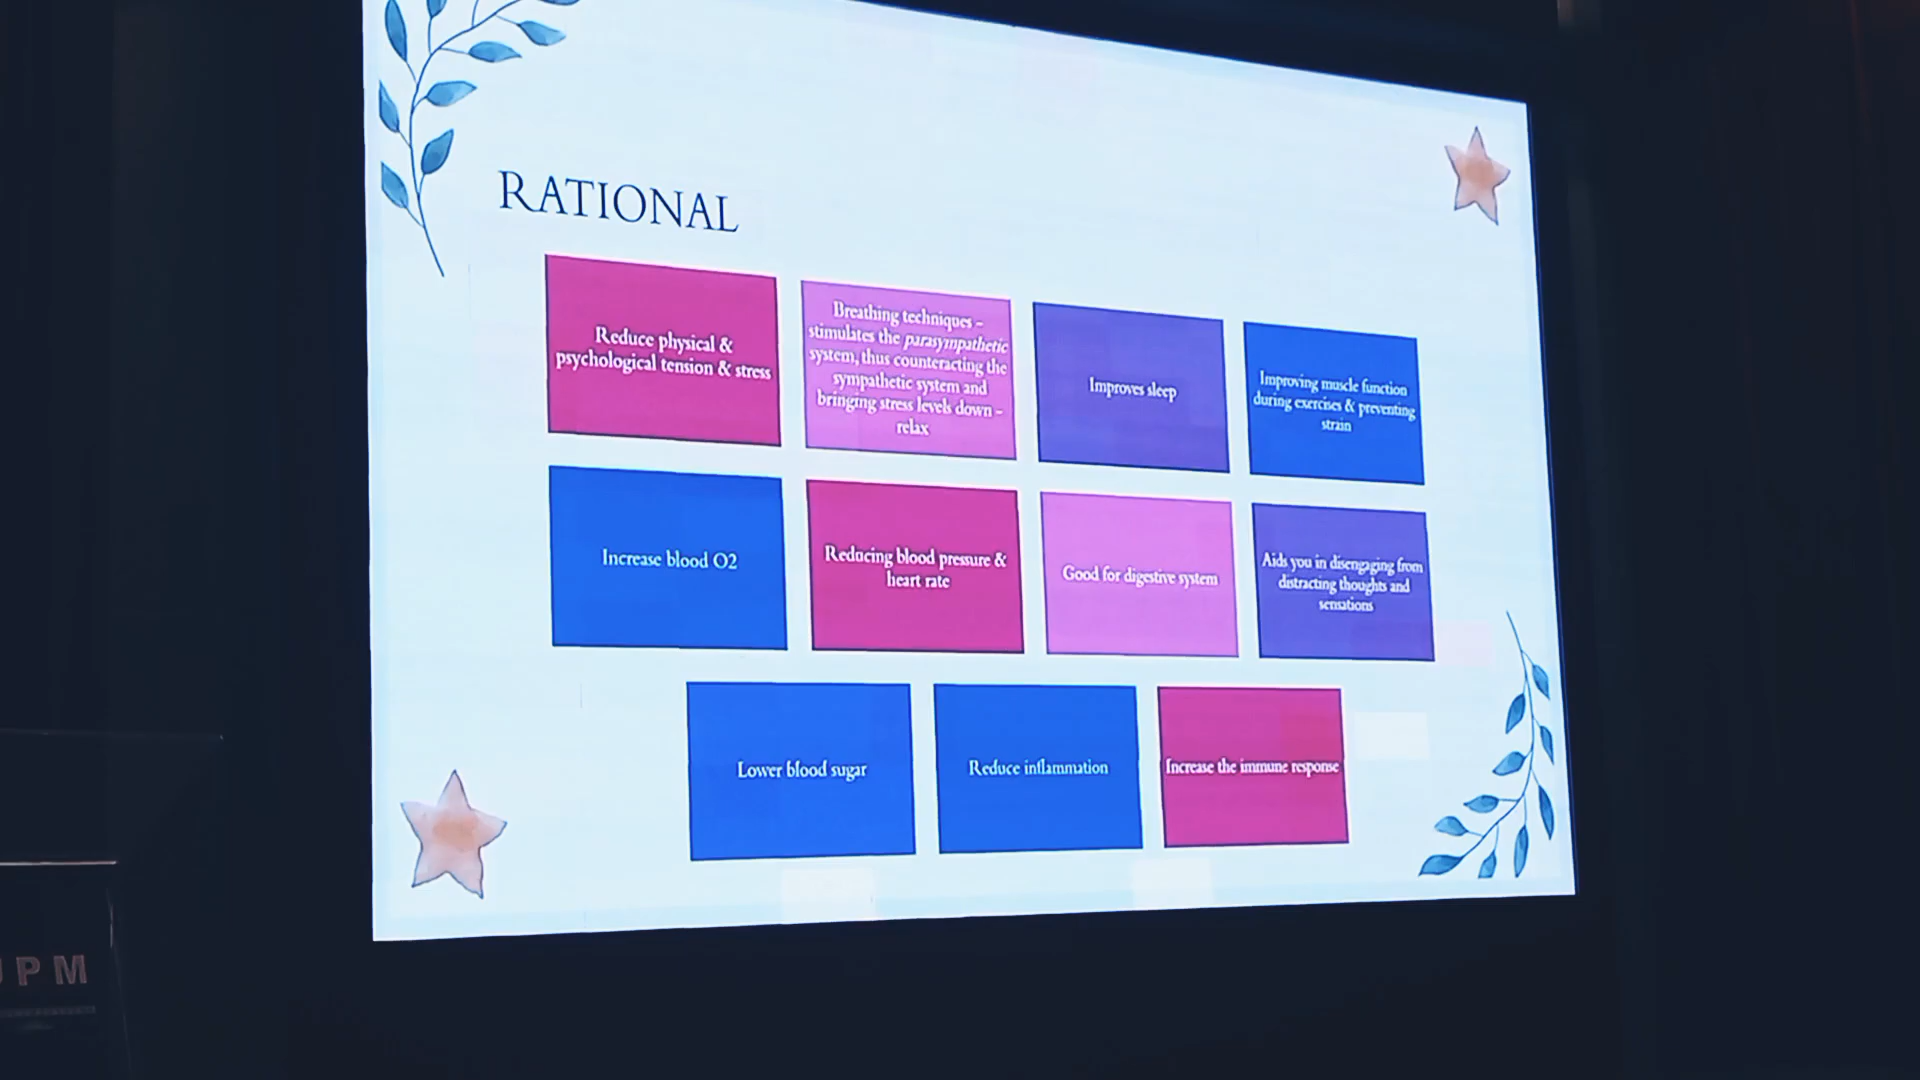 RATIONAL
Reduce physical &
psychological tension & stress
Breathing techniques –
stimulates the parasympathetic
system, thus counteracting the
sympathetic system and
bringing stress levels down –
relax
Improves sleep
Improving muscle function
during exercises & preventing
strain
Increase blood O2
Reducing blood pressure &
heart rate
Good for digestive system
Aids you in disengaging from
distracting thoughts and
sensations
Lower blood sugar
Reduce inflammation
Increase the immune response
PM